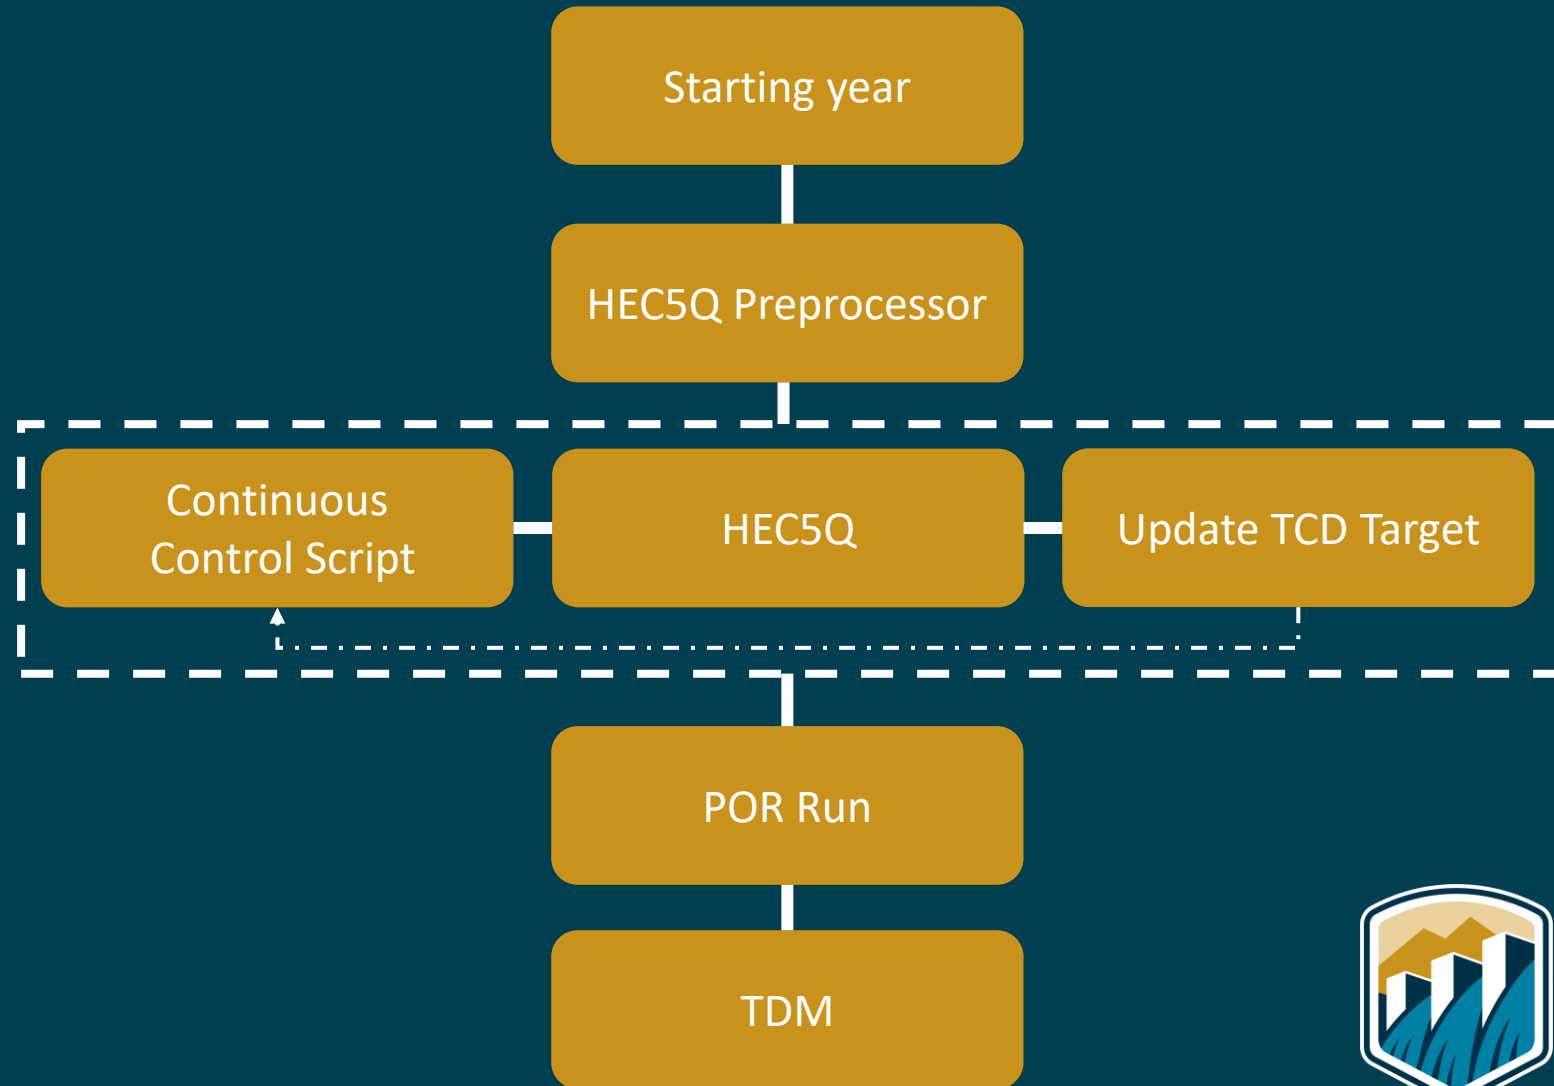 Starting year
HEC5Q Preprocessor
Continuous
Control Script
HEC5Q
Update TCD Target
POR Run
TDM